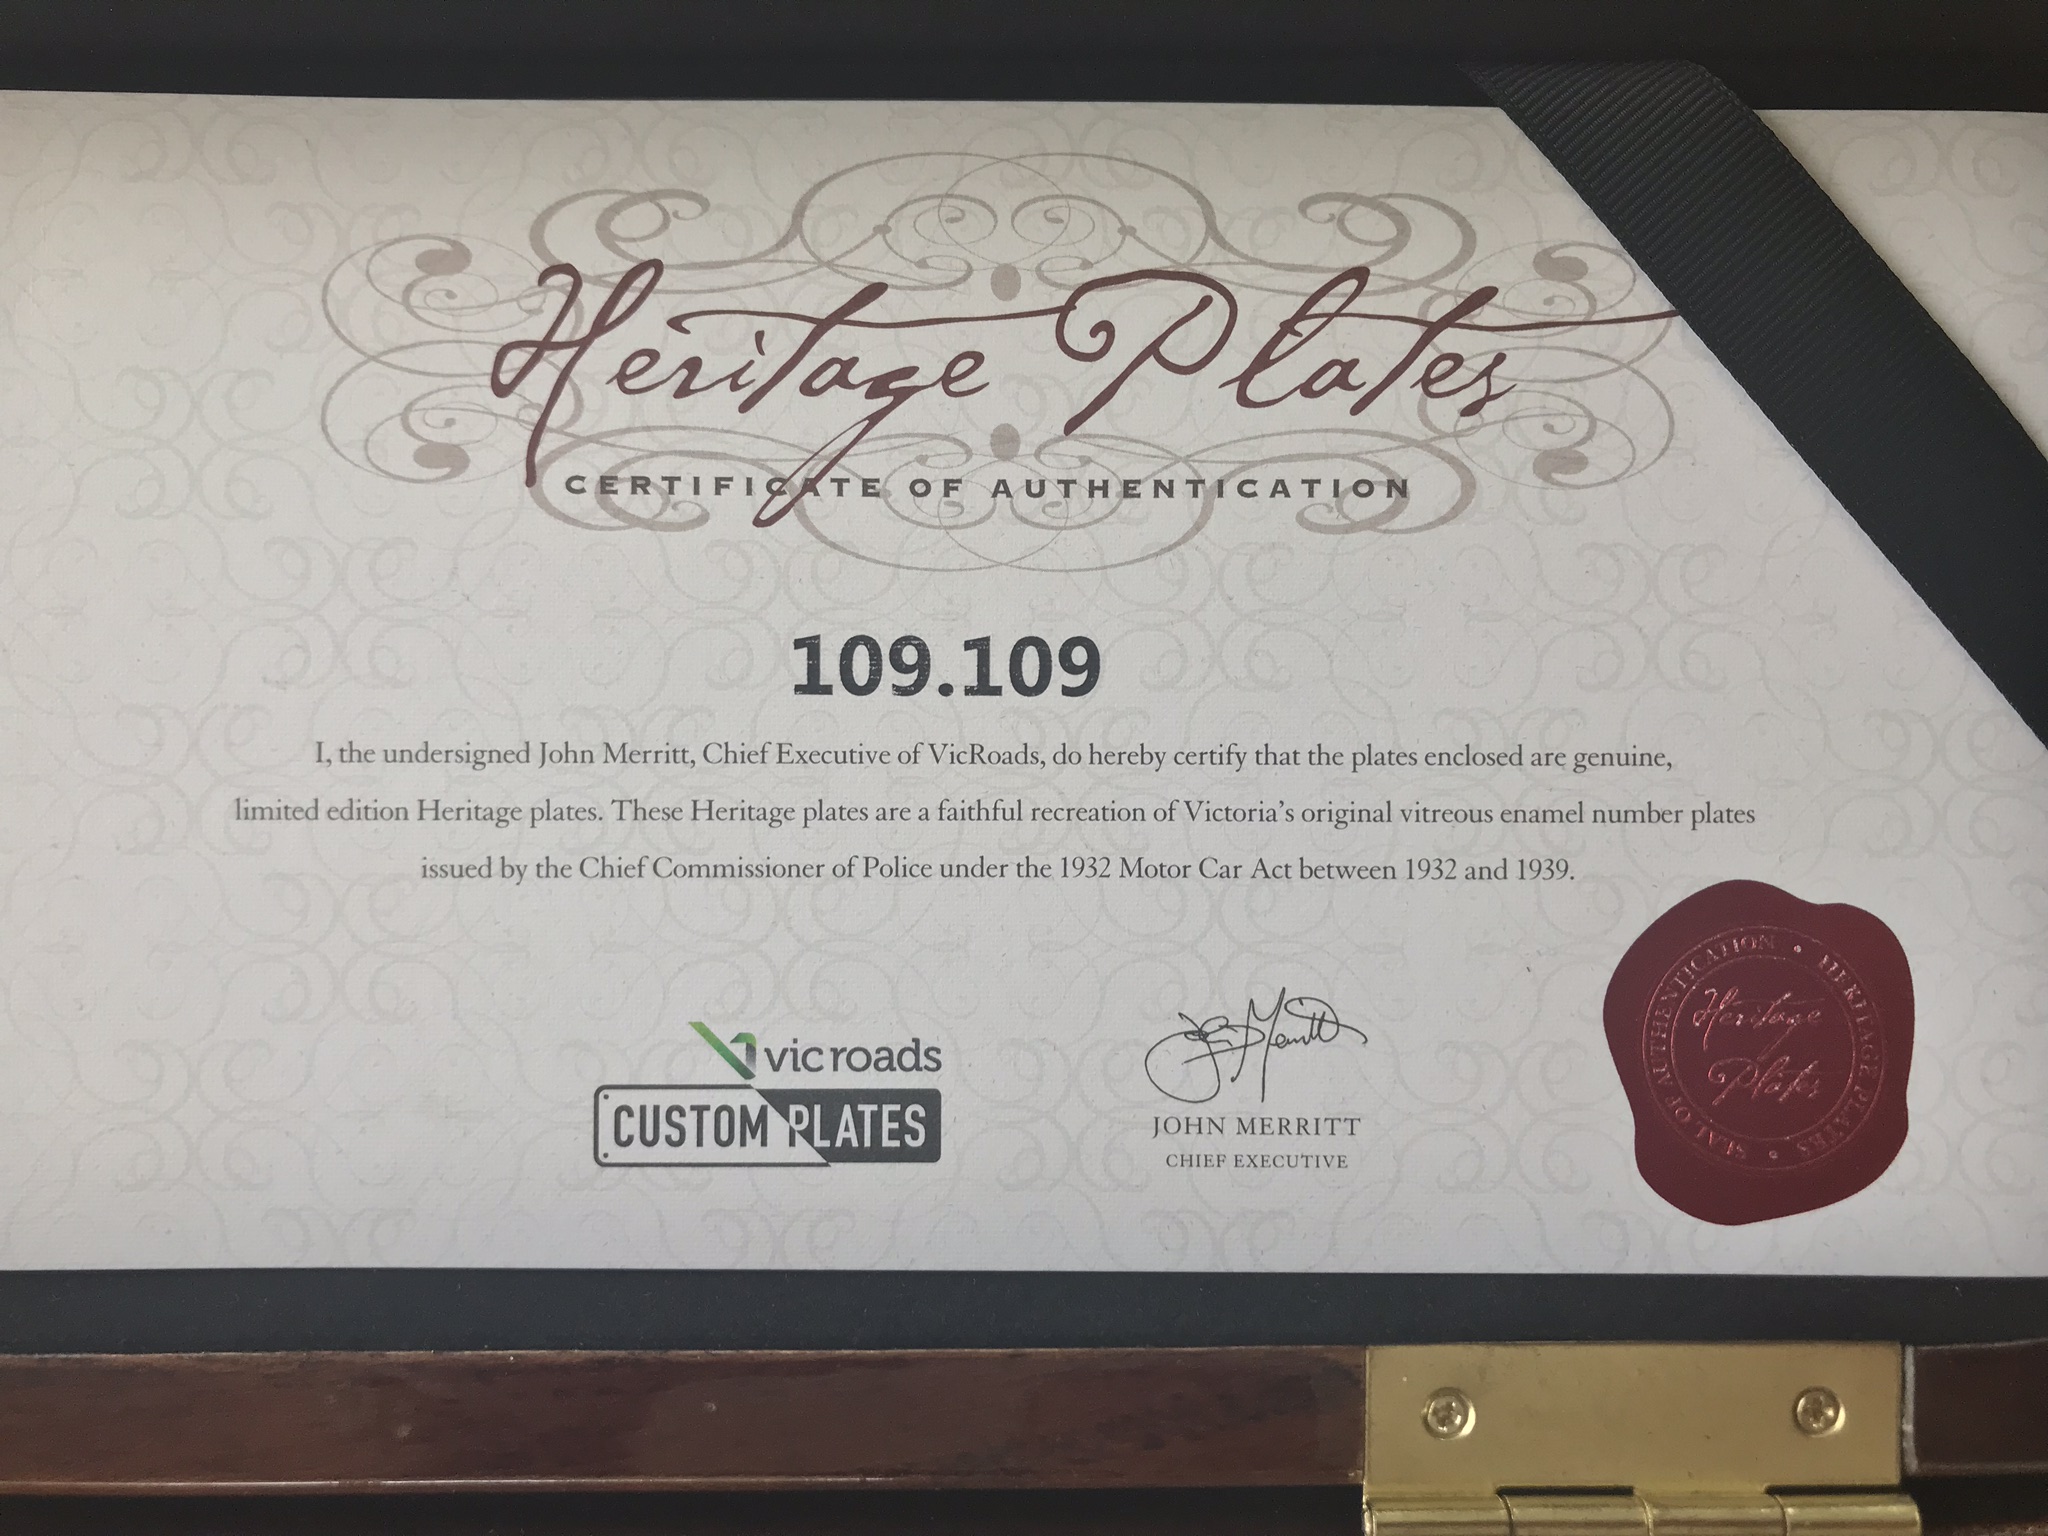 Heritage Plates
CERTIFICATE OF AUTHENTICATION
109.109
I, the undersigned John Merritt, Chief Executive of VicRoads, do hereby certify that the plates enclosed are genuine,
limited edition Heritage plates. These Heritage plates are a faithful recreation of Victoria's original vitreous enamel number plates
issued by the Chief Commissioner of Police under the 1932 Motor Car Act between 1932 and 1939.
vicroads
CUSTOM PLATES
John Merritt
JOHN MERRITT
CHIEF EXECUTIVE
SEAL OF AUTHENTICATION • HERITAGE PLATES •
Heritage
Plates